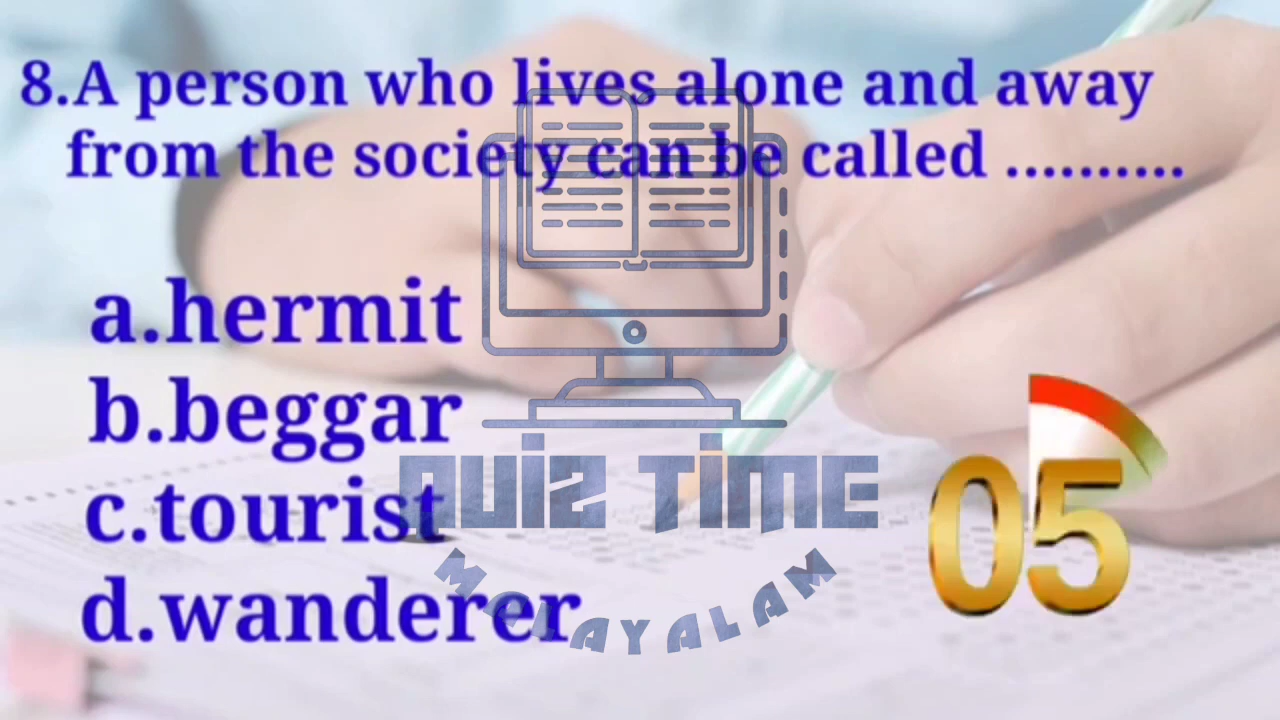 8.A person who lives alone and away
from the society can be called ..........
a.hermit
b.beggar
c.tourist
d.wanderer
QUIZ TIME
MALAYALAM
05